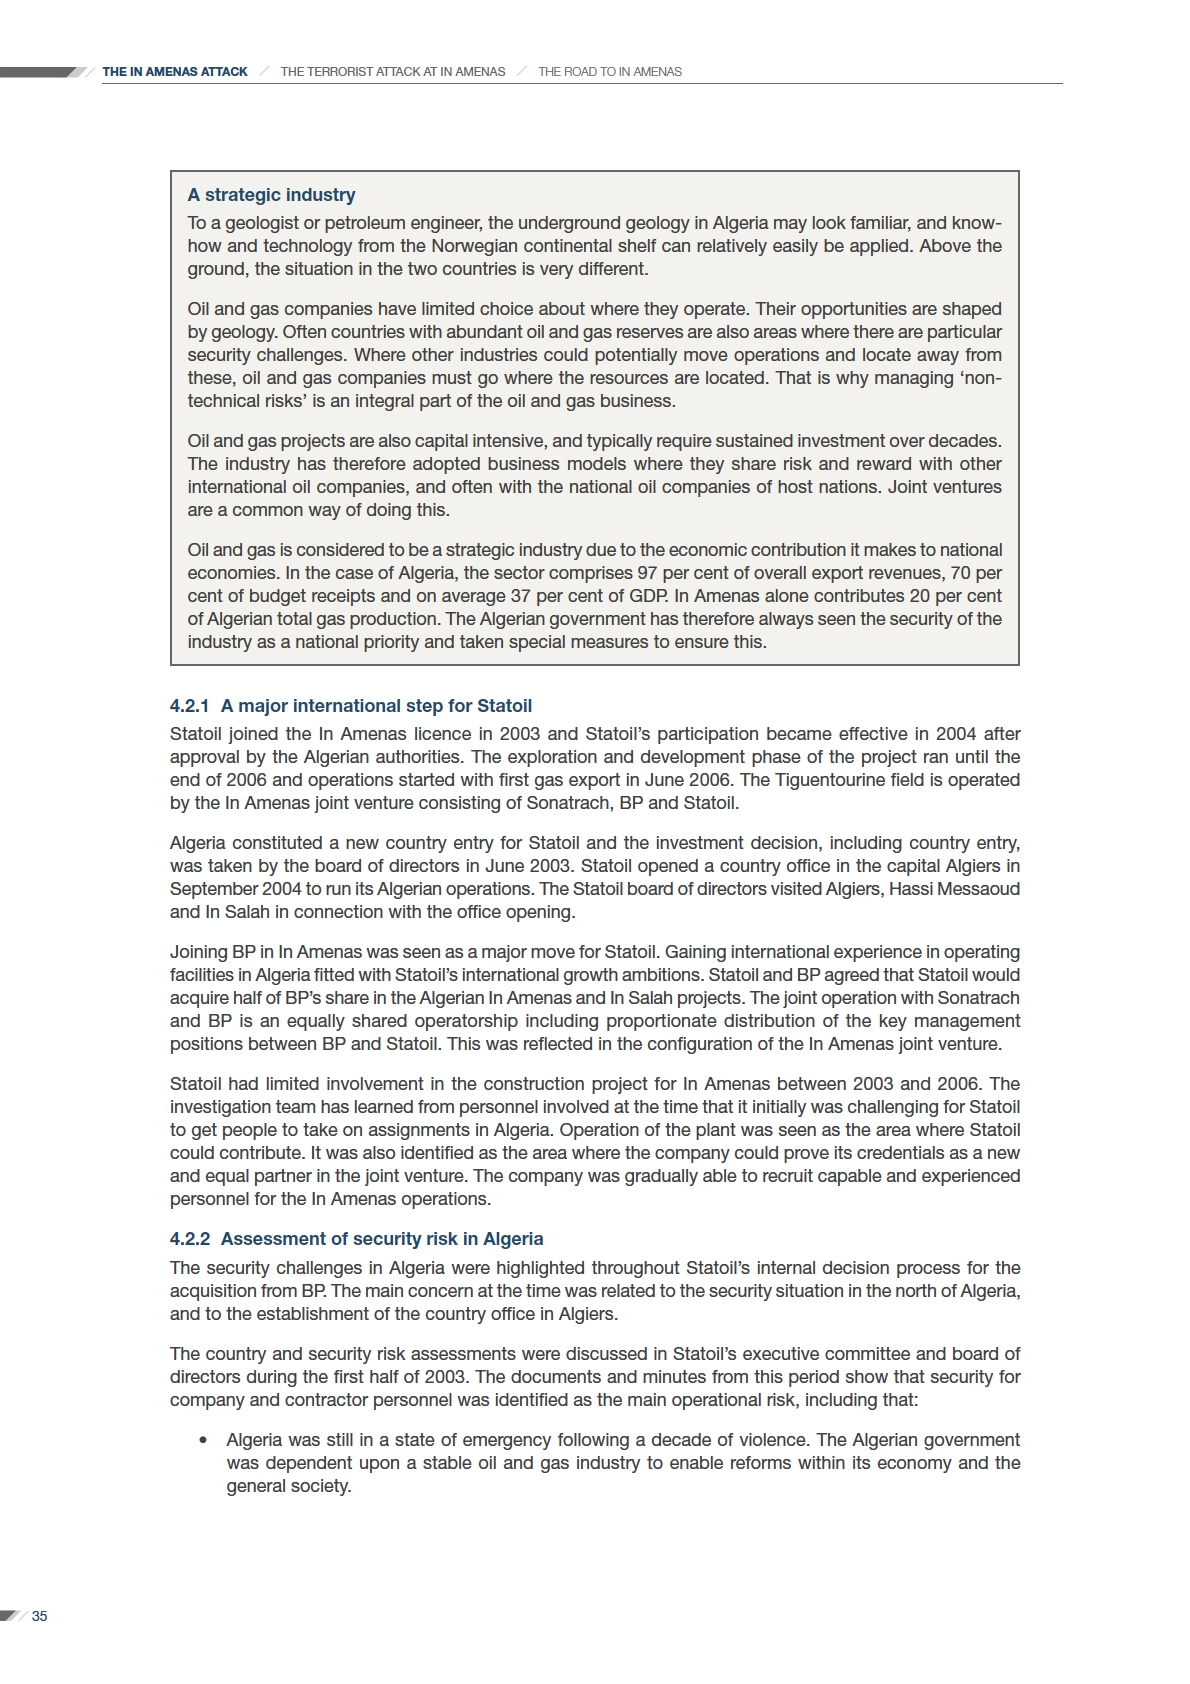 THE IN AMENAS ATTACK / THE TERRORIST ATTACK AT IN AMENAS / THE ROAD TO IN AMENAS
A strategic industry
To a geologist or petroleum engineer, the underground geology in Algeria may look familiar, and know-
how and technology from the Norwegian continental shelf can relatively easily be applied. Above the
ground, the situation in the two countries is very different.
Oil and gas companies have limited choice about where they operate. Their opportunities are shaped
by geology. Often countries with abundant oil and gas reserves are also areas where there are particular
security challenges. Where other industries could potentially move operations and locate away from
these, oil and gas companies must go where the resources are located. That is why managing ‘non-
technical risks’ is an integral part of the oil and gas business.
Oil and gas projects are also capital intensive, and typically require sustained investment over decades.
The industry has therefore adopted business models where they share risk and reward with other
international oil companies, and often with the national oil companies of host nations. Joint ventures
are a common way of doing this.
Oil and gas is considered to be a strategic industry due to the economic contribution it makes to national
economies. In the case of Algeria, the sector comprises 97 per cent of overall export revenues, 70 per
cent of budget receipts and on average 37 per cent of GDP. In Amenas alone contributes 20 per cent
of Algerian total gas production. The Algerian government has therefore always seen the security of the
industry as a national priority and taken special measures to ensure this.
4.2.1 A major international step for Statoil
Statoil joined the In Amenas licence in 2003 and Statoil’s participation became effective in 2004 after
approval by the Algerian authorities. The exploration and development phase of the project ran until the
end of 2006 and operations started with first gas export in June 2006. The Tiguentourine field is operated
by the In Amenas joint venture consisting of Sonatrach, BP and Statoil.
Algeria constituted a new country entry for Statoil and the investment decision, including country entry,
was taken by the board of directors in June 2003. Statoil opened a country office in the capital Algiers in
September 2004 to run its Algerian operations. The Statoil board of directors visited Algiers, Hassi Messaoud
and In Salah in connection with the office opening.
Joining BP in In Amenas was seen as a major move for Statoil. Gaining international experience in operating
facilities in Algeria fitted with Statoil’s international growth ambitions. Statoil and BP agreed that Statoil would
acquire half of BP’s share in the Algerian In Amenas and In Salah projects. The joint operation with Sonatrach
and BP is an equally shared operatorship including proportionate distribution of the key management
positions between BP and Statoil. This was reflected in the configuration of the In Amenas joint venture.
Statoil had limited involvement in the construction project for In Amenas between 2003 and 2006. The
investigation team has learned from personnel involved at the time that it initially was challenging for Statoil
to get people to take on assignments in Algeria. Operation of the plant was seen as the area where Statoil
could contribute. It was also identified as the area where the company could prove its credentials as a new
and equal partner in the joint venture. The company was gradually able to recruit capable and experienced
personnel for the In Amenas operations.
4.2.2 Assessment of security risk in Algeria
The security challenges in Algeria were highlighted throughout Statoil’s internal decision process for the
acquisition from BP. The main concern at the time was related to the security situation in the north of Algeria,
and to the establishment of the country office in Algiers.
The country and security risk assessments were discussed in Statoil’s executive committee and board of
directors during the first half of 2003. The documents and minutes from this period show that security for
company and contractor personnel was identified as the main operational risk, including that:
• Algeria was still in a state of emergency following a decade of violence. The Algerian government
was dependent upon a stable oil and gas industry to enable reforms within its economy and the
general society.
35